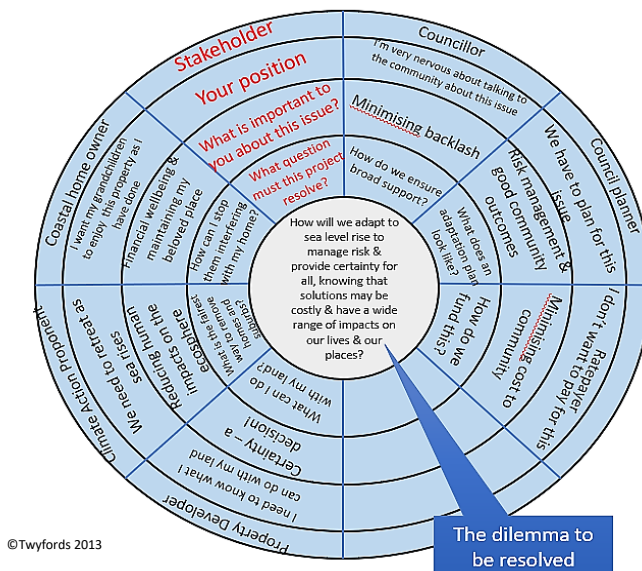 Stakeholder
Your position
What is important to
you about this issue?
What question
must this project
resolve?
Councillor
I'm very nervous about talking to
the community about this issue
Minimising backlash
How do we ensure
broad support?
Council planner
We have to plan for this
issue
Risk management &
good community
outcomes
What does an
adaptation plan
look like?
Ratepayer
I don't want to pay for this
Minimising cost to
community
How do we
fund this?
Property Developer
I need to know what I
can do with my land
Certainty – a
decision!
What can I do
with my land?
Climate Action Proponent
We need to retreat as
sea rises
Reducing human
impacts on the
ecosphere
What's the fairest
way to remove
homes and
suburbs?
Coastal home owner
I want my grandchildren
to enjoy this property as I
have done
Financial wellbeing &
maintaining my
beloved place
How can I stop
them interfering
with my home?
How will we adapt to
sea level rise to
manage risk &
provide certainty for
all, knowing that
solutions may be
costly & have a wide
range of impacts on
our lives & our
places?
The dilemma to
be resolved
©Twyfords 2013